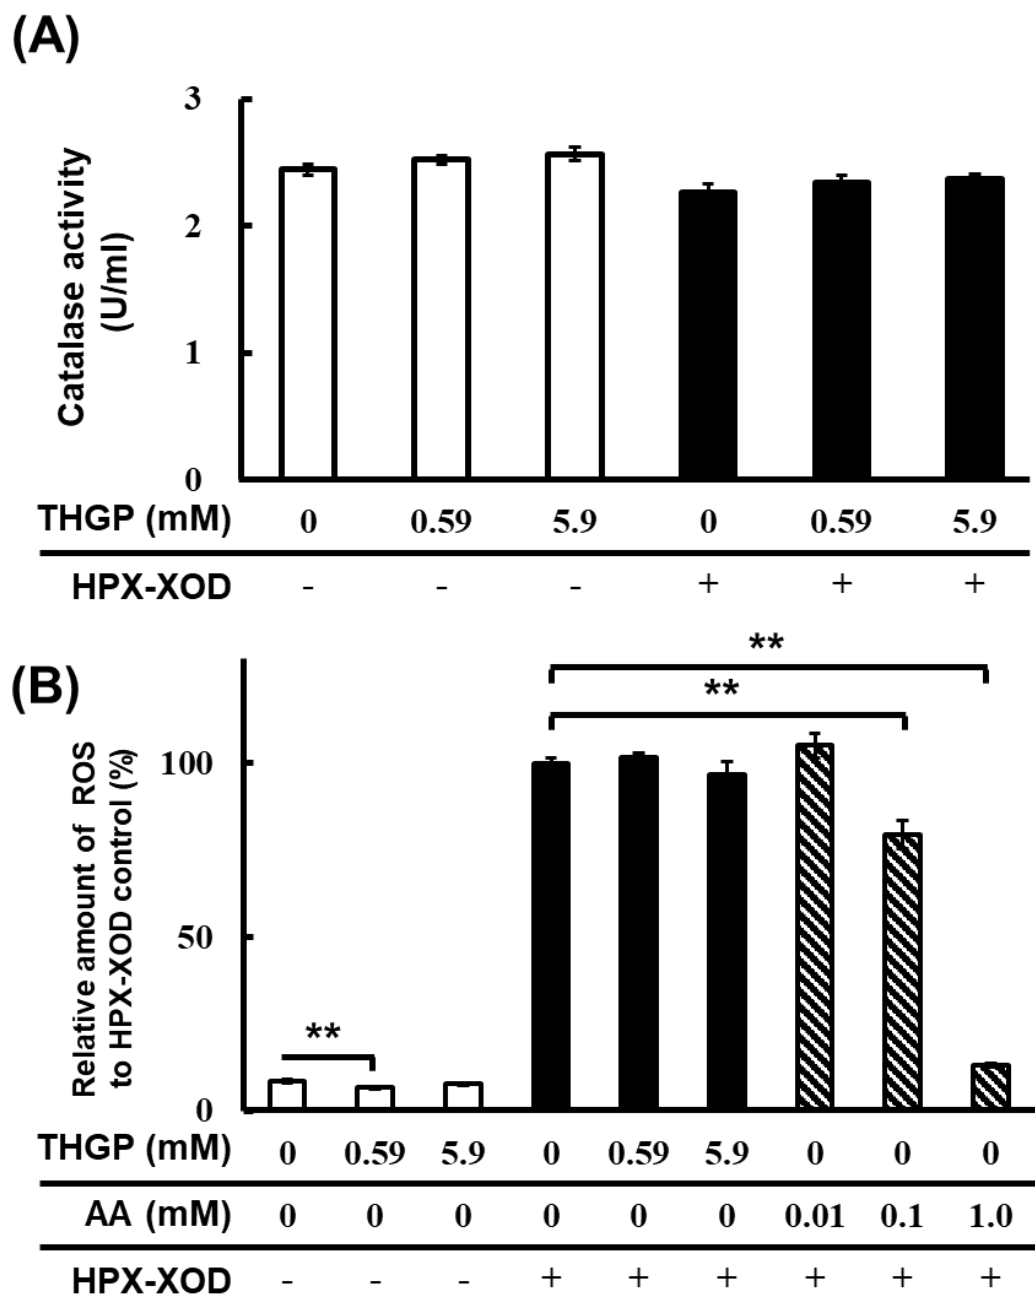 (A)
Catalase activity
(U/ml)
3
2
1
0
THGP (mM) 0 0.59 5.9 0 0.59 5.9
HPX-XOD - - - + + +
(B)
**
**
Relative amount of ROS
to HPX-XOD control (%)
100
50
**
0
THGP (mM) 0 0.59 5.9 0 0.59 5.9 0 0 0
AA (mM) 0 0 0 0 0 0 0.01 0.1 1.0
HPX-XOD - - - + + + + + +